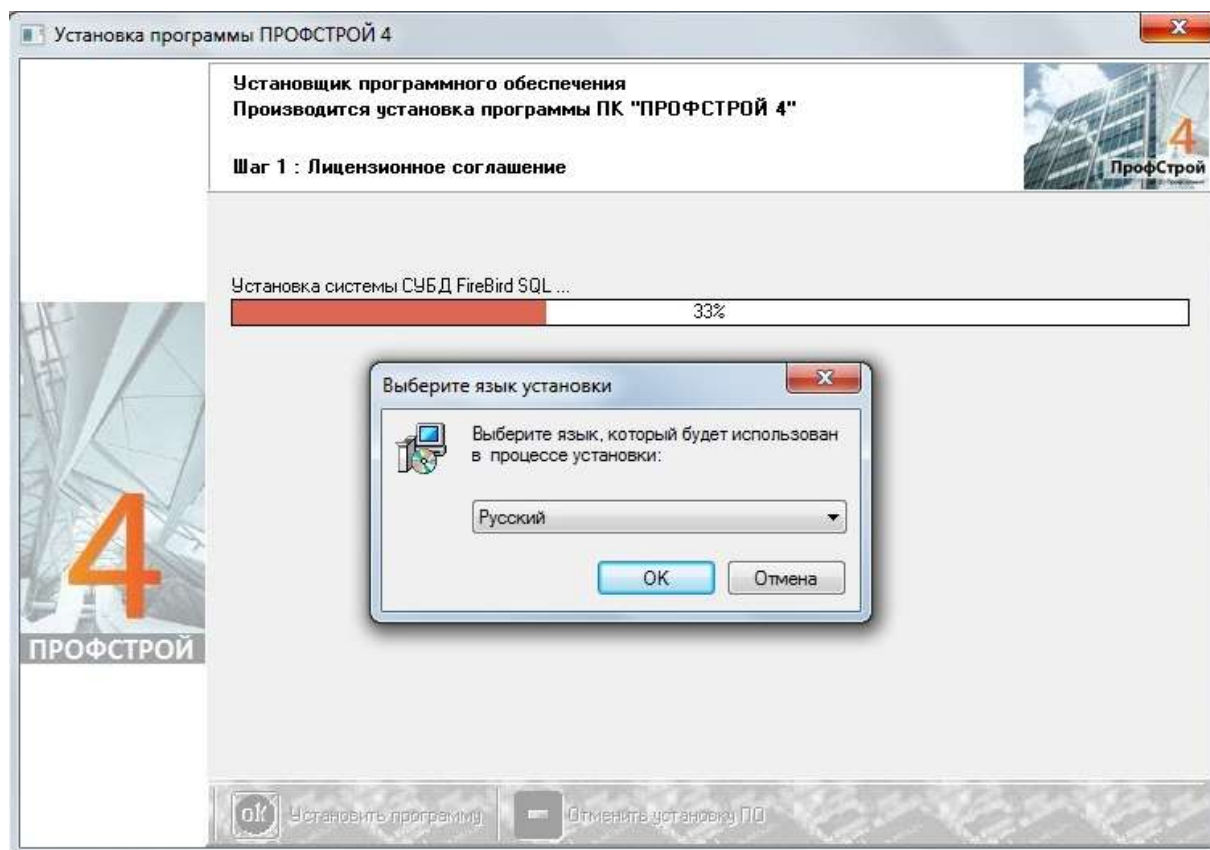 Установка программы ПРОФСТРОЙ 4
Установщик программного обеспечения
Производится установка программы ПК "ПРОФСТРОЙ 4"
Шаг 1 : Лицензионное соглашение
4
ПрофСтрой
Установка системы СУБД FireBird SQL ...
33%
Выберите язык установки
Выберите язык, который будет использован
в процессе установки:
Русский
OK
Отмена
4
ПРОФСТРОЙ
ok
Установить программу
Отменить установку ПО